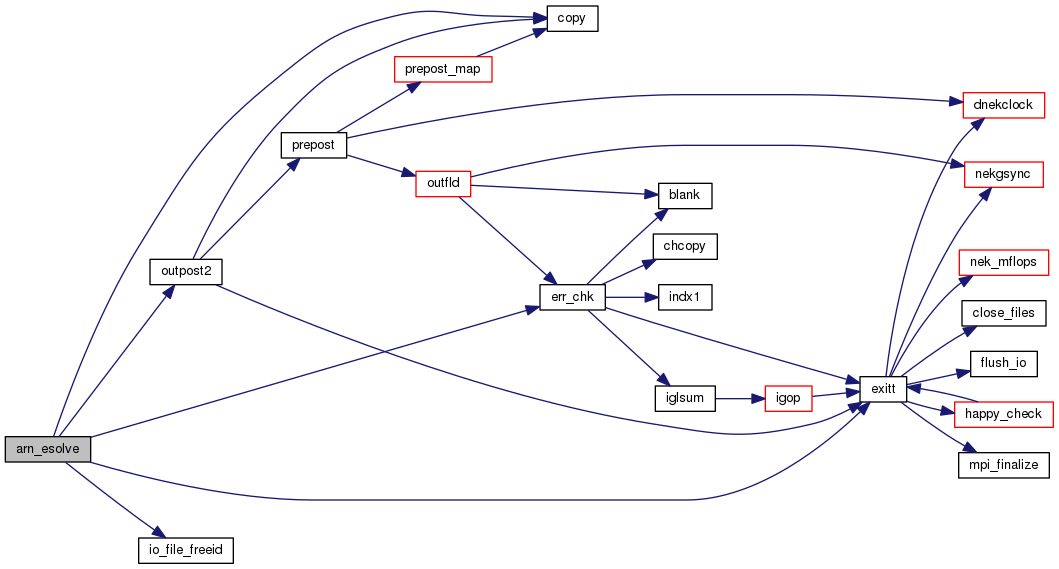 copy
prepost_map
dnekclock
prepost
nekgsync
outfld
blank
chcopy
nek_mflops
outpost2
err_chk
indx1
close_files
flush_io
exitt
iglsum
igop
happy_check
arn_esolve
mpi_finalize
io_file_freeid